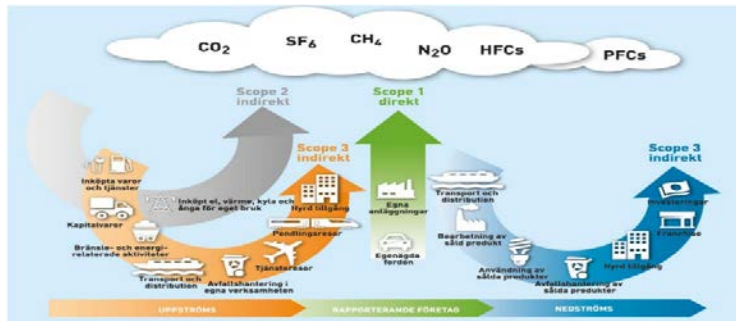 CO₂
SF₆
CH₄
N₂O
HFCs
PFCs
Scope 2
indirekt
Scope 1
direkt
Scope 3
indirekt
Scope 3
indirekt
Inköpta varor
och tjänster
Kapitalvaror
Bränsle- och energi-
relaterade aktiviteter
Transport och
distribution
Avfallshantering i
egna verksamheten
Tjänsteresor
Pendlingsresor
Hyrd tillgång
Inköpt el, värme, kyla och
ånga för eget bruk
Egna
anläggningar
Egenägda
fordon
Transport och
distribution
Bearbetning av
såld produkt
Användning av
sålda produkter
Avfallshantering av
sålda produkter
Hyrd tillgång
Franchise
Investeringar
UPPSTRÖMS
RAPPORTERANDE FÖRETAG
NEDSTRÖMS